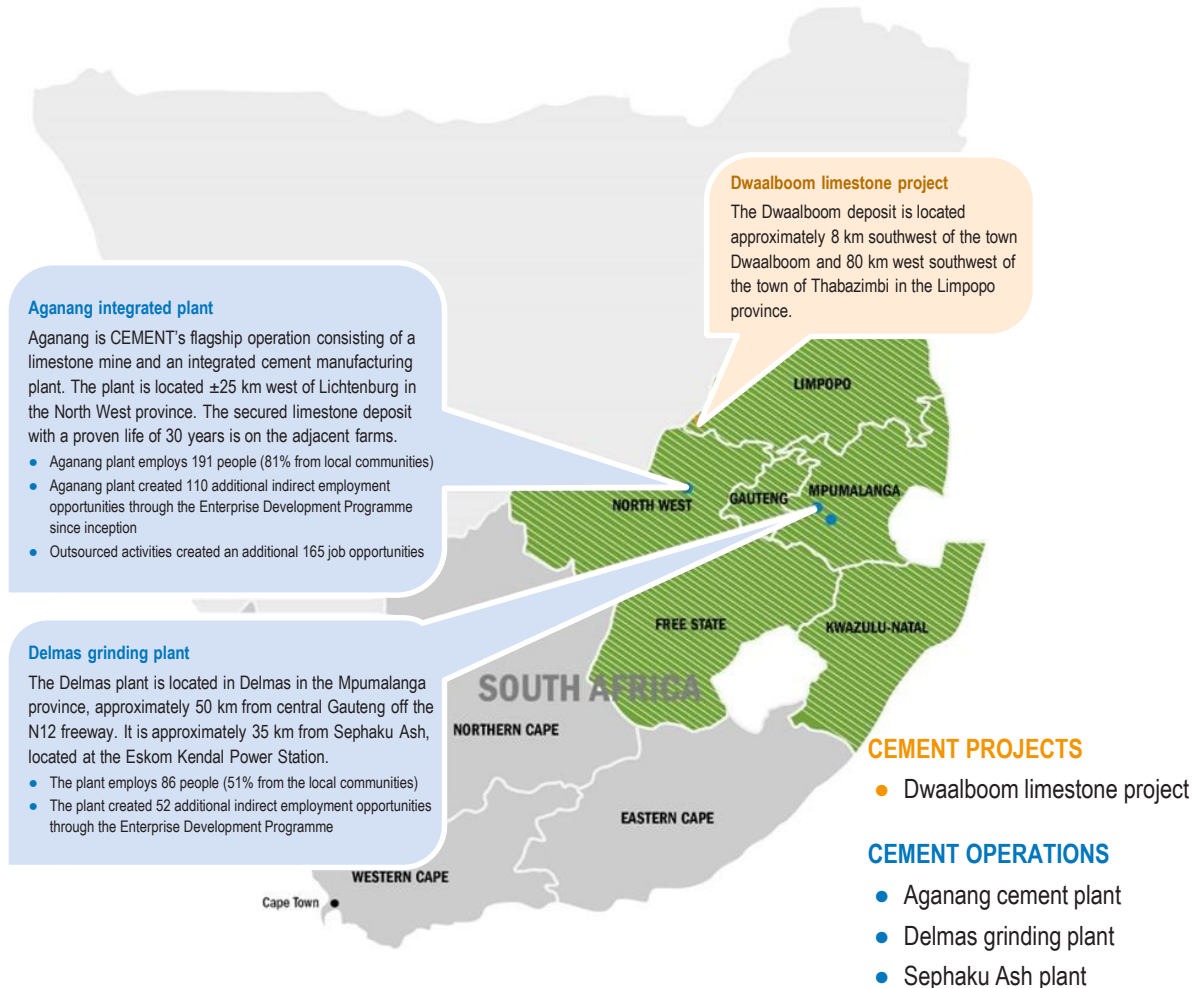 Dwaalboom limestone project
The Dwaalboom deposit is located
approximately 8 km southwest of the town
Dwaalboom and 80 km west southwest of
the town of Thabazimbi in the Limpopo
province.
Aganang integrated plant
Aganang is CEMENT's flagship operation consisting of a
limestone mine and an integrated cement manufacturing
plant. The plant is located ±25 km west of Lichtenburg in
the North West province. The secured limestone deposit
with a proven life of 30 years is on the adjacent farms.
• Aganang plant employs 191 people (81% from local communities)
• Aganang plant created 110 additional indirect employment
opportunities through the Enterprise Development Programme
since inception
• Outsourced activities created an additional 165 job opportunities
LIMPOPO
NORTH WEST
GAUTENG
MPUMALANGA
FREE STATE
KWAZULU-NATAL
Delmas grinding plant
The Delmas plant is located in Delmas in the Mpumalanga
province, approximately 50 km from central Gauteng off the
N12 freeway. It is approximately 35 km from Sephaku Ash,
located at the Eskom Kendal Power Station.
• The plant employs 86 people (51% from the local communities)
• The plant created 52 additional indirect employment opportunities
through the Enterprise Development Programme
SOUTH AFRICA
NORTHERN CAPE
EASTERN CAPE
WESTERN CAPE
Cape Town
CEMENT PROJECTS
• Dwaalboom limestone project
CEMENT OPERATIONS
• Aganang cement plant
• Delmas grinding plant
• Sephaku Ash plant